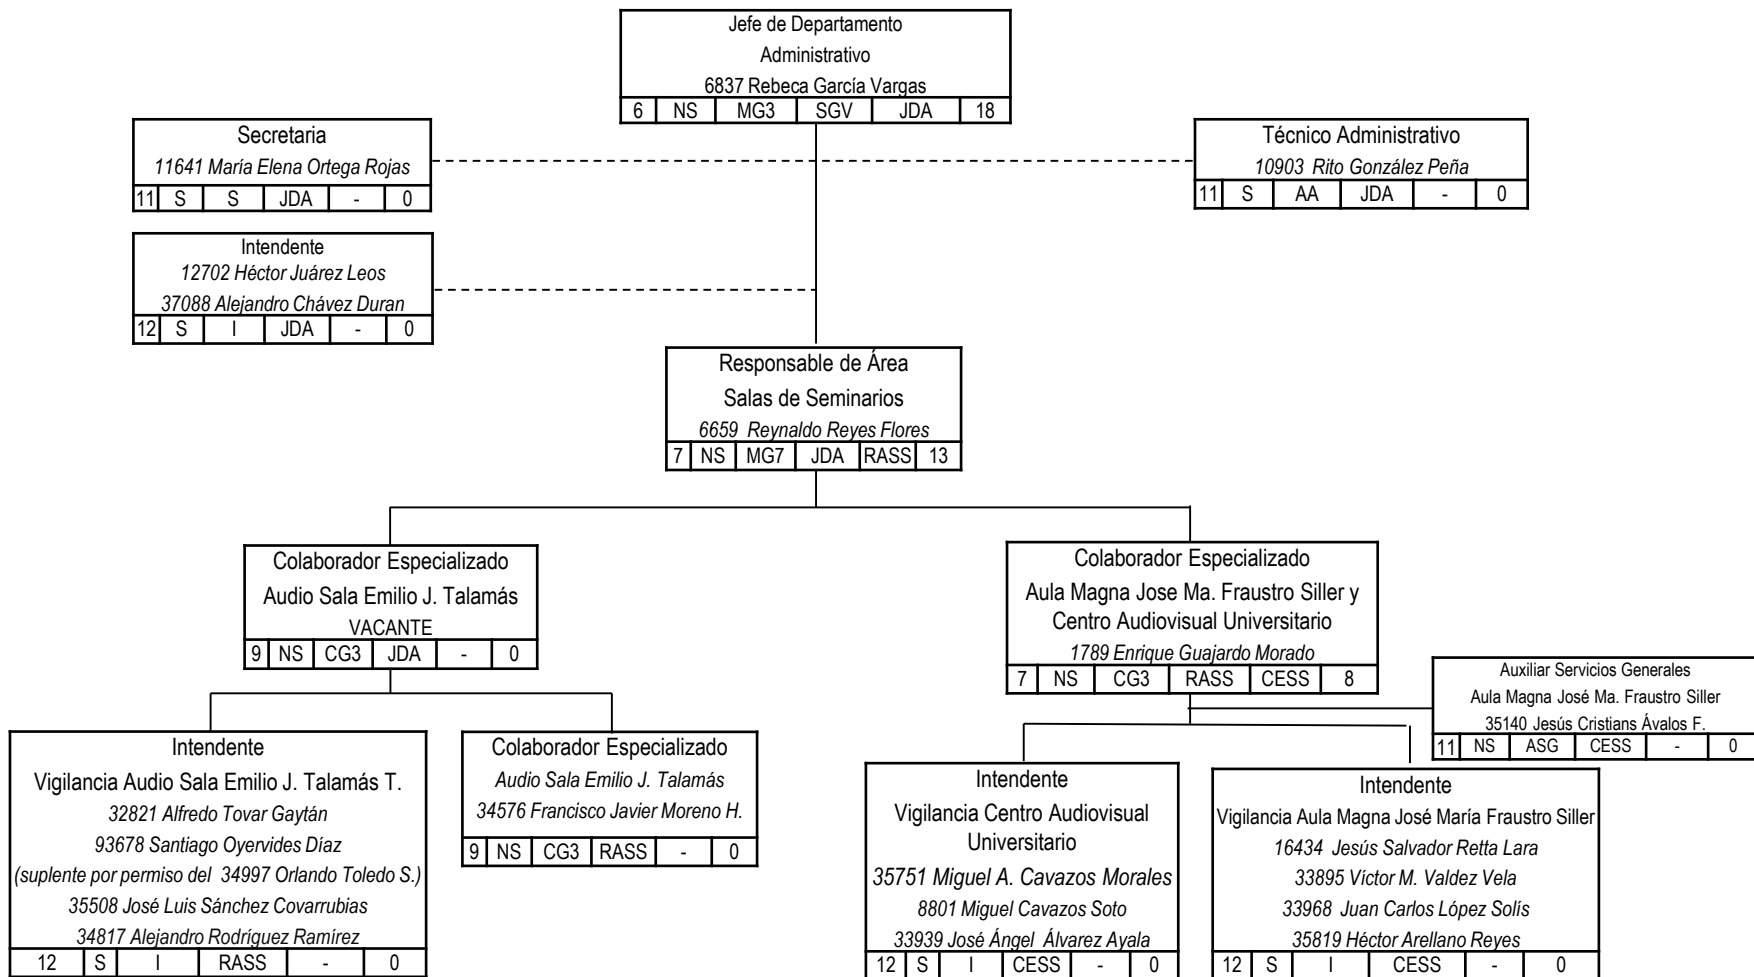 Jefe de Departamento
Administrativo
6837 Rebeca García Vargas
6 NS MG3 SGV JDA 18
Secretaria
11641 María Elena Ortega Rojas
11 S S JDA - 0
Técnico Administrativo
10903 Rito González Peña
11 S AA JDA - 0
Intendente
12702 Héctor Juárez Leos
37088 Alejandro Chávez Duran
12 S I JDA - 0
Responsable de Área
Salas de Seminarios
6659 Reynaldo Reyes Flores
7 NS MG7 JDA RASS 13
Colaborador Especializado
Audio Sala Emilio J. Talamás
VACANTE
9 NS CG3 JDA - 0
Colaborador Especializado
Aula Magna Jose Ma. Fraustro Siller y
Centro Audiovisual Universitario
1789 Enrique Guajardo Morado
7 NS CG3 RASS CESS 8
Auxiliar Servicios Generales
Aula Magna José Ma. Fraustro Siller
35140 Jesús Cristians Ávalos F.
11 NS ASG CESS - 0
Intendente
Vigilancia Audio Sala Emilio J. Talamás T.
32821 Alfredo Tovar Gaytán
93678 Santiago Oyervides Díaz
(suplente por permiso del 34997 Orlando Toledo S.)
35508 José Luis Sánchez Covarrubias
34817 Alejandro Rodríguez Ramírez
12 S I RASS - 0
Colaborador Especializado
Audio Sala Emilio J. Talamás
34576 Francisco Javier Moreno H.
9 NS CG3 RASS - 0
Intendente
Vigilancia Centro Audiovisual
Universitario
35751 Miguel A. Cavazos Morales
8801 Miguel Cavazos Soto
33939 José Ángel Álvarez Ayala
12 S I CESS - 0
Intendente
Vigilancia Aula Magna José María Fraustro Siller
16434 Jesús Salvador Retta Lara
33895 Víctor M. Valdez Vela
33968 Juan Carlos López Solís
35819 Héctor Arellano Reyes
12 S I CESS - 0